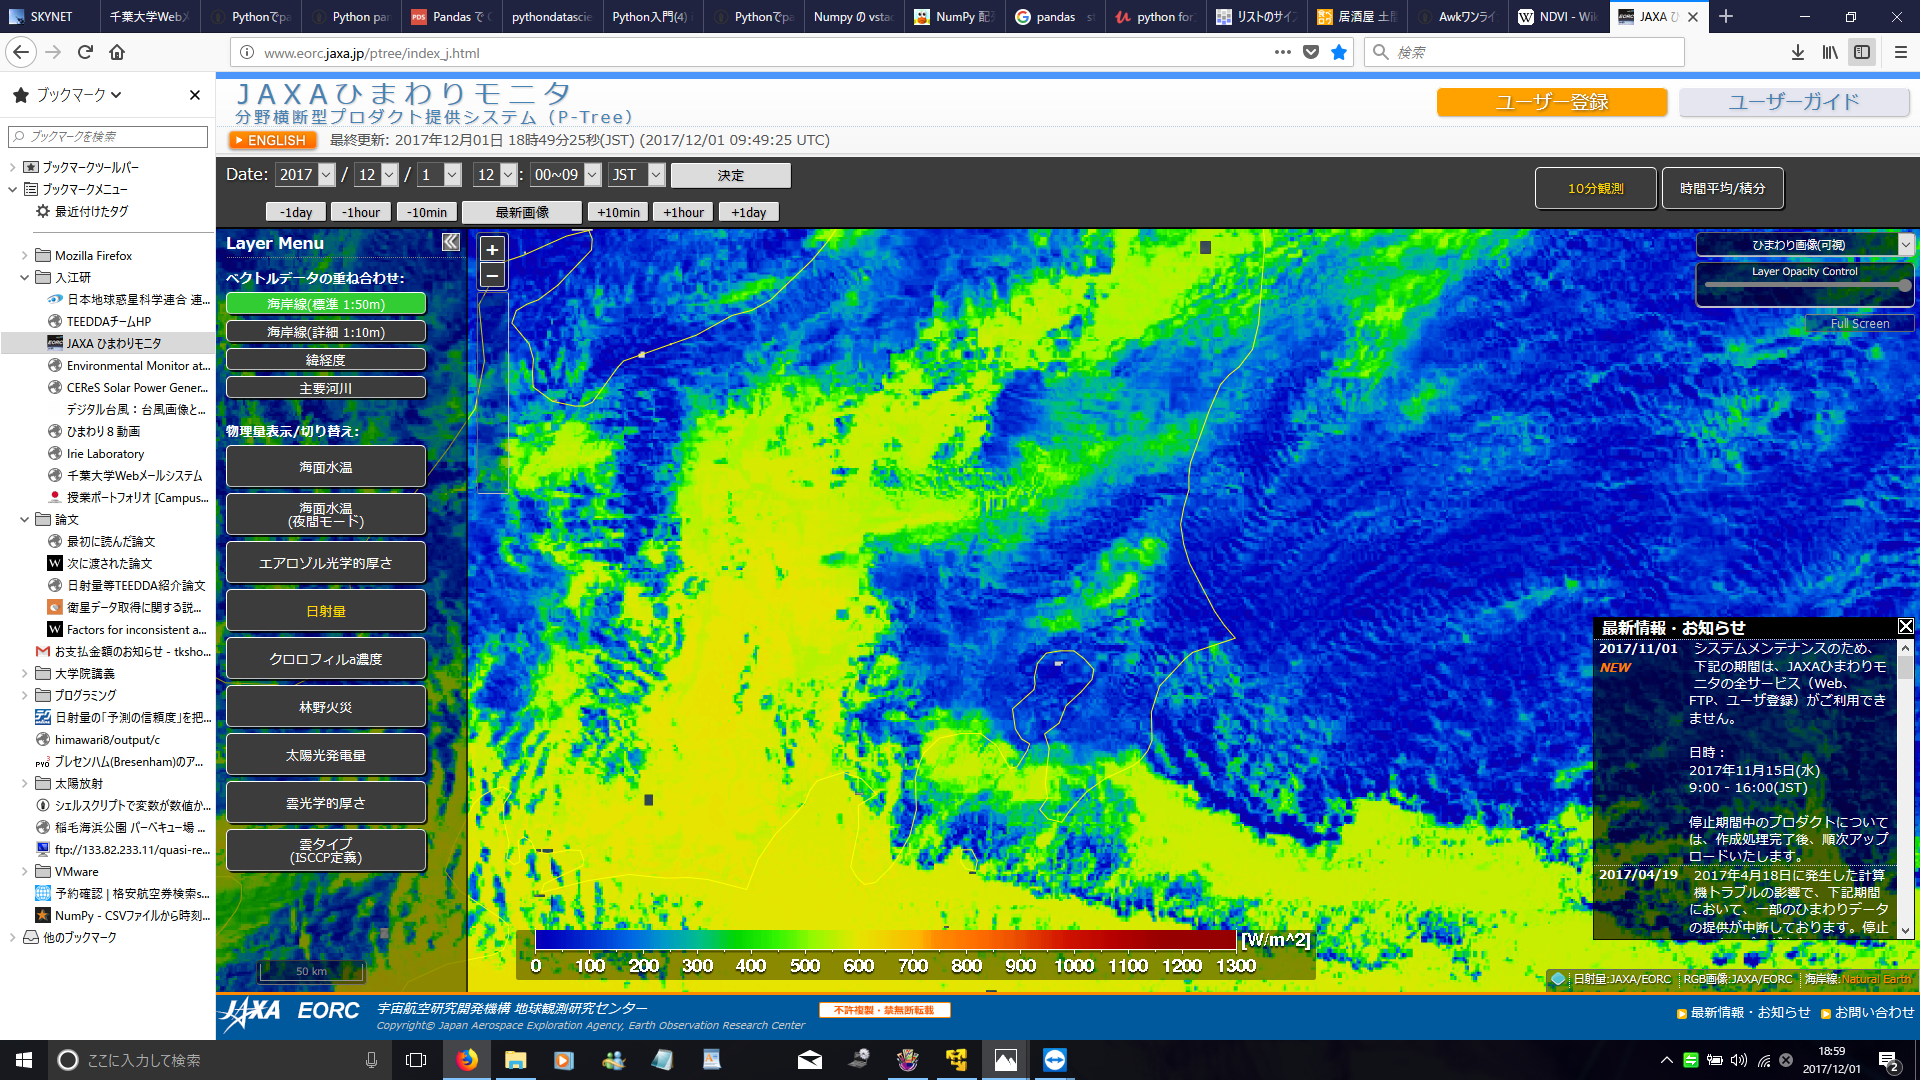 SKYNET
千葉大学Webメ
Pythonでpa
Python pan
Pandas で C
pythondatascie
Python入門(4)
Pythonでpa
Numpy の vstac
NumPy 配列
pandas
python for
リストのサイズ
居酒屋 土間
Awkワンライ
NDVI - Wik
JAXA ひ
www.eorc.jaxa.jp/ptree/index_j.html
検索
ブックマーク
ブックマークを検索
ブックマークツールバー
ブックマークメニュー
最近付けたタグ
Mozilla Firefox
入江研
日本地球惑星科学連合 連...
TEEDDAチームHP
JAXA ひまわりモニタ
Environmental Monitor at...
CEReS Solar Power Gener...
デジタル台風：台風画像と...
ひまわり８動画
Irie Laboratory
千葉大学Webメールシステム
授業ポートフォリオ [Campus...
論文
最初に読んだ論文
次に渡された論文
日射量等TEEDDA紹介論文
衛星データ取得に関する説...
Factors for inconsistent a...
お支払金額のお知らせ - tksho...
大学院講義
プログラミング
日射量の「予測の信頼度」を把...
himawari8/output/c
ブレセンハム(Bresenham)のア...
太陽放射
シェルスクリプトで変数が数値か...
稲毛海浜公園 バーベキュー場 ...
ftp://133.82.233.11/quasi-re...
VMware
予約確認 | 格安航空券検索s...
NumPy - CSVファイルから時刻...
他のブックマーク
JAXAひまわりモニタ
分野横断型プロダクト提供システム（P-Tree）
ユーザー登録
ユーザーガイド
ENGLISH
最終更新: 2017年12月01日 18時49分25秒(JST) (2017/12/01 09:49:25 UTC)
Date: 2017 / 12 / 1 12 : 00~09 JST 決定
-1day -1hour -10min 最新画像 +10min +1hour +1day
10分観測
時間平均/積分
Layer Menu
ベクトルデータの重ね合わせ:
海岸線(標準 1:50m)
海岸線(詳細 1:10m)
緯経度
主要河川
物理量表示/切り替え:
海面水温
海面水温
(夜間モード)
エアロゾル光学的厚さ
日射量
クロロフィルa濃度
林野火災
太陽光発電量
雲光学的厚さ
雲タイプ
(ISCCP定義)
50 km
+
−
ひまわり画像(可視)
Layer Opacity Control
Full Screen
最新情報・お知らせ
2017/11/01
NEW
システムメンテナンスのため、
下記の期間は、JAXAひまわりモ
ニタの全サービス（Web、
FTP、ユーザ登録）がご利用でき
ません。
日時：
2017年11月15日(水)
9:00 - 16:00(JST)
停止期間中のプロダクトについて
は、作成処理完了後、順次アップ
ロードいたします。
2017/04/19
2017年4月18日に発生した計算
機トラブルの影響で、下記期間
において、一部のひまわりデータ
の提供が中断しております。停止
[W/m^2]
0 100 200 300 400 500 600 700 800 900 1000 1100 1200 1300
日射量:JAXA/EORC
RGB画像:JAXA/EORC
海岸線:Natural Earth
JAXA EORC
宇宙航空研究開発機構 地球観測研究センター
Copyright© Japan Aerospace Exploration Agency, Earth Observation Research Center
不許複製・禁無断転載
最新情報・お知らせ
お問い合わせ
ここに入力して検索
18:59
2017/12/01
2